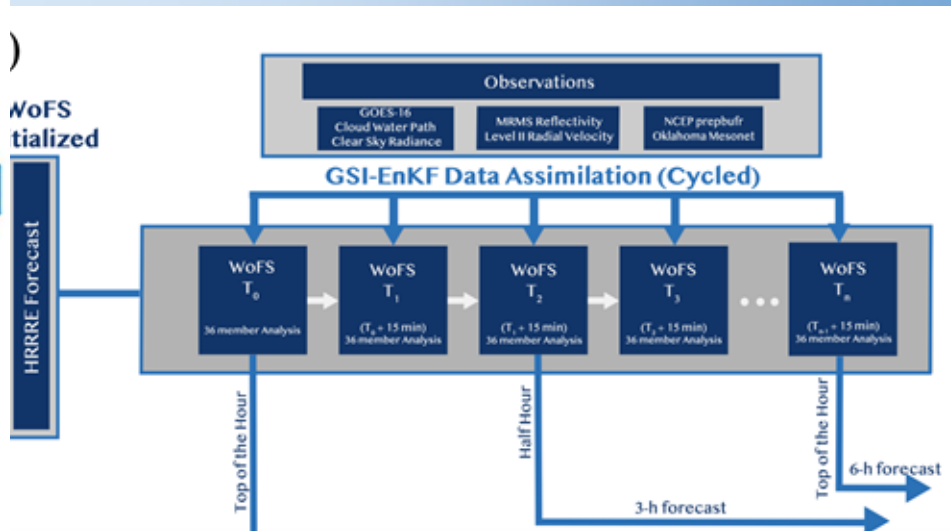 )
WoFS
tialized
HRRRE Forecast
Observations
GOES-16
Cloud Water Path
Clear Sky Radiance
MRMS Reflectivity
Level II Radial Velocity
NCEP prepbufr
Oklahoma Mesonet
GSI-EnKF Data Assimilation (Cycled)
WoFS
T0
36 member Analysis
WoFS
T1
+ 15 min)
36 member Analysis
WoFS
T2
(T1 + 15 min)
36 member Analysis
WoFS
T3
+ 15 min)
36 member Analysis
...
WoFS
Tn
(Tn-1 + 15 min)
36 member Analysis
Top of the Hour
Half Hour
Top of the Hour
6-h forecast
3-h forecast